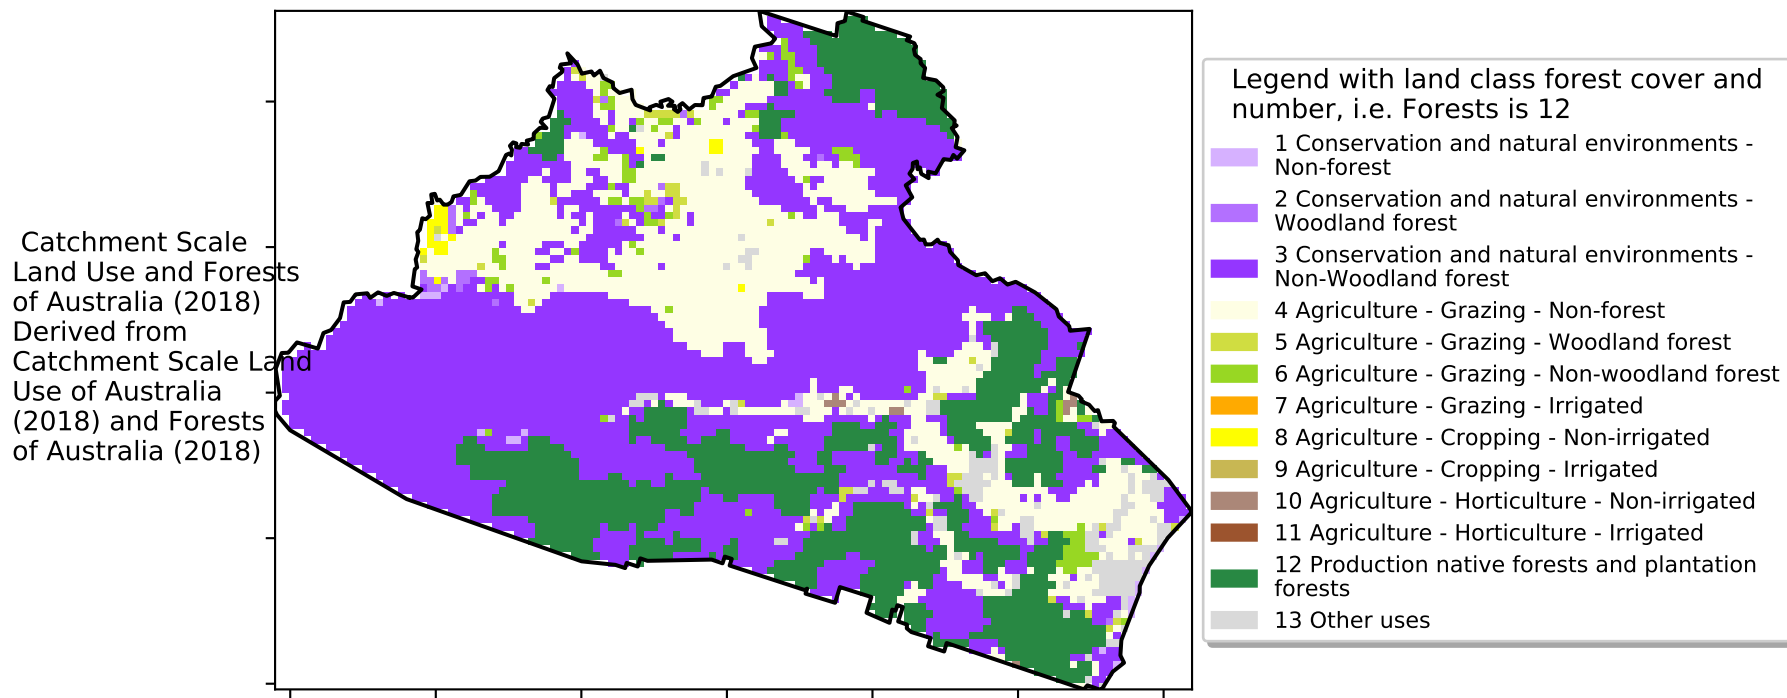 Catchment Scale
Land Use and Forests
of Australia (2018)
Derived from
Catchment Scale Land
Use of Australia
(2018) and Forests
of Australia (2018)
Legend with land class forest cover and
number, i.e. Forests is 12
1 Conservation and natural environments -
Non-forest
2 Conservation and natural environments -
Woodland forest
3 Conservation and natural environments -
Non-Woodland forest
4 Agriculture - Grazing - Non-forest
5 Agriculture - Grazing - Woodland forest
6 Agriculture - Grazing - Non-woodland forest
7 Agriculture - Grazing - Irrigated
8 Agriculture - Cropping - Non-irrigated
9 Agriculture - Cropping - Irrigated
10 Agriculture - Horticulture - Non-irrigated
11 Agriculture - Horticulture - Irrigated
12 Production native forests and plantation
forests
13 Other uses